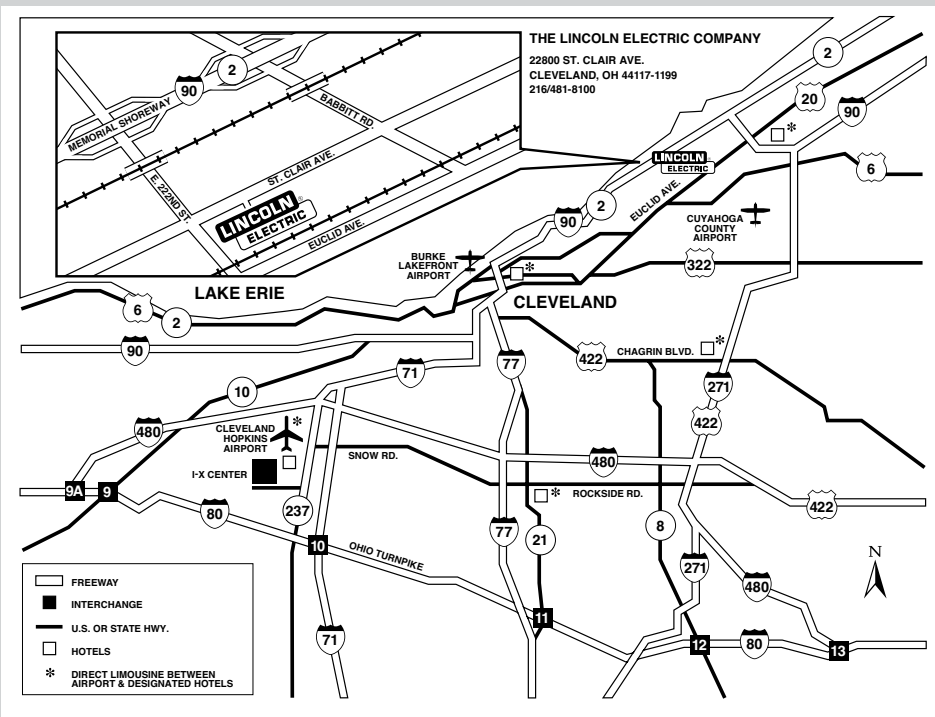 THE LINCOLN ELECTRIC COMPANY
22800 ST. CLAIR AVE.
CLEVELAND, OH 44117-1199
216/481-8100
2
90
MEMORIAL SHOREWAY
BABBITT RD.
ST. CLAIR AVE.
E. 222ND ST.
LINCOLN®
ELECTRIC
EUCLID AVE.
2
20
90
LINCOLN®
ELECTRIC
*
6
EUCLID AVE.
2
90
CUYAHOGA
COUNTY
AIRPORT
BURKE
LAKEFRONT
AIRPORT
*
322
LAKE ERIE
CLEVELAND
6
2
90
77
422
CHAGRIN BLVD.
*
71
271
10
422
480
CLEVELAND
HOPKINS
AIRPORT
*
SNOW RD.
480
I-X CENTER
9A
9
ROCKSIDE RD.
*
237
80
422
77
21
8
10
OHIO TURNPIKE
271
480
N
11
71
12
80
13
FREEWAY
INTERCHANGE
U.S. OR STATE HWY.
HOTELS
* DIRECT LIMOUSINE BETWEEN
AIRPORT & DESIGNATED HOTELS